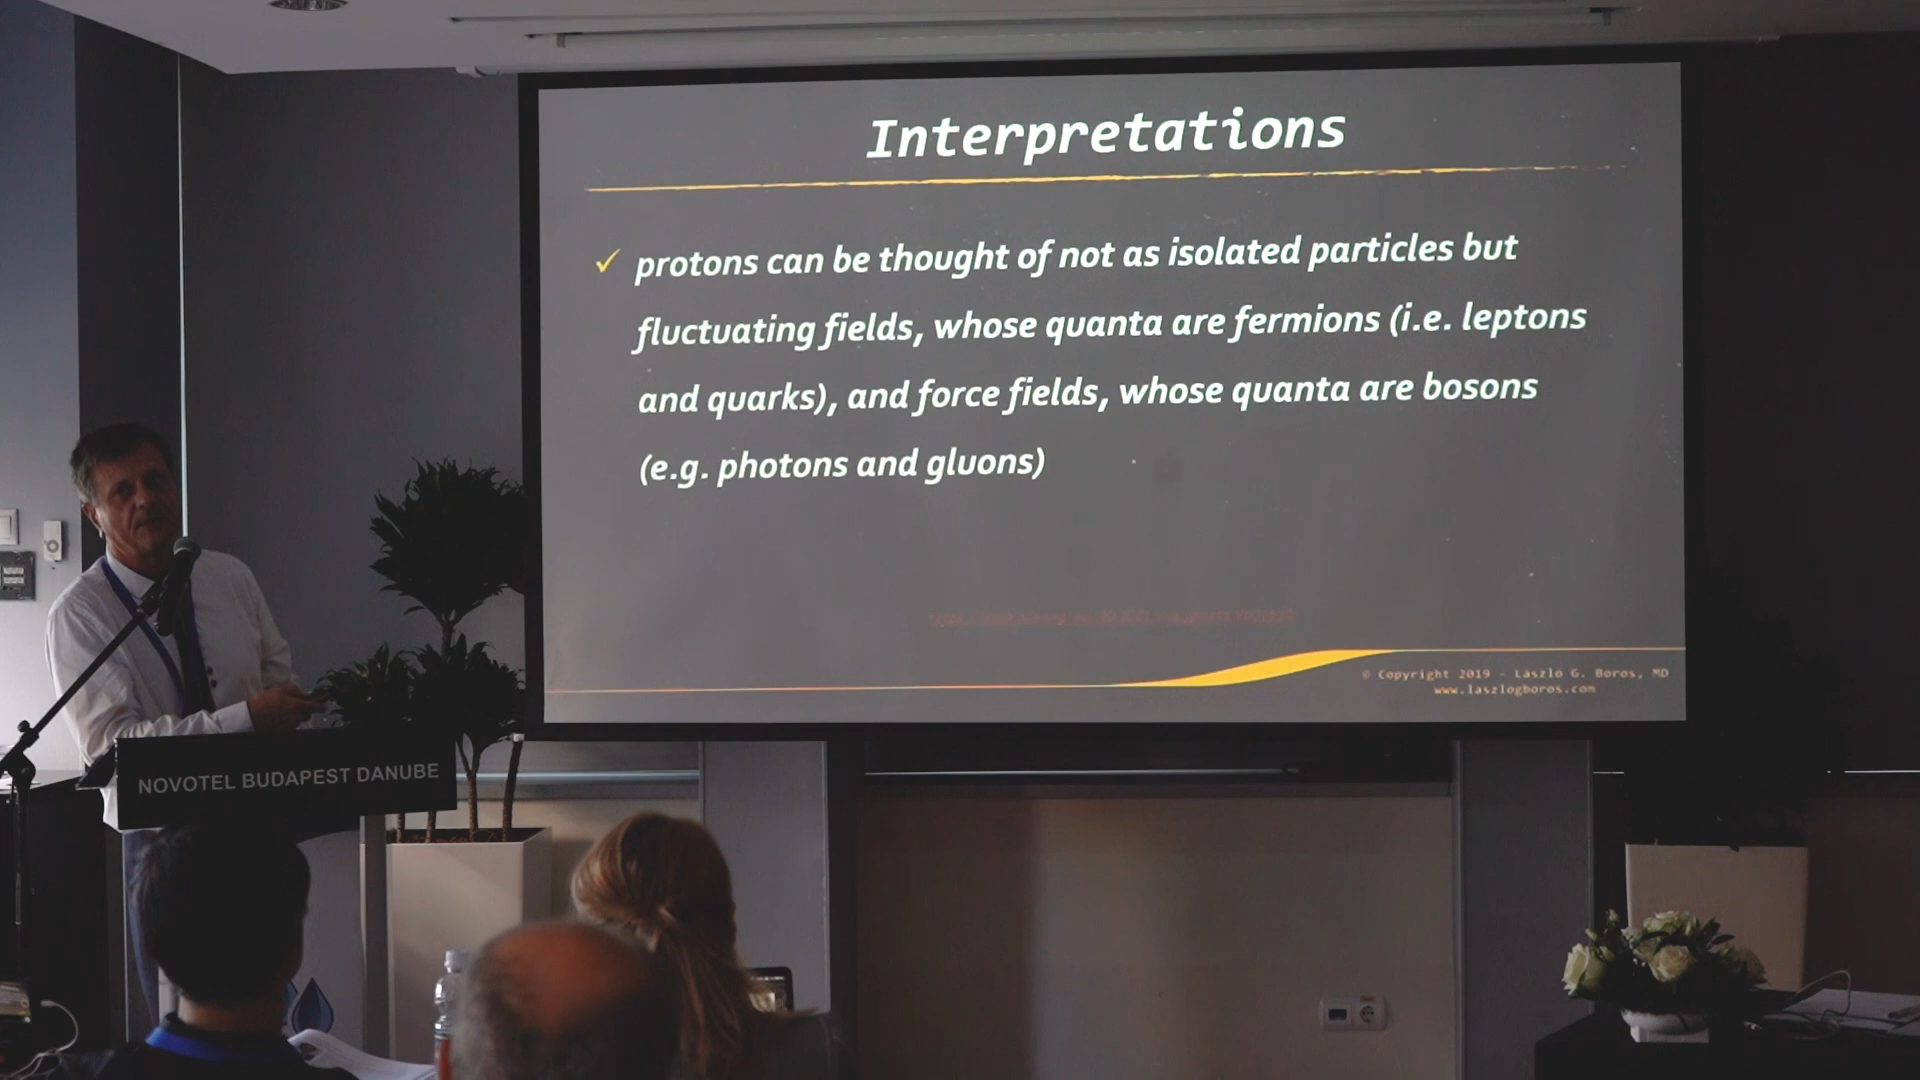 Interpretations
✓ protons can be thought of not as isolated particles but
fluctuating fields, whose quanta are fermions (i.e. leptons
and quarks), and force fields, whose quanta are bosons
(e.g. photons and gluons)
© Copyright 2019 - László G. Boros, MD
www.laszlogboros.com
NOVOTEL BUDAPEST DANUBE